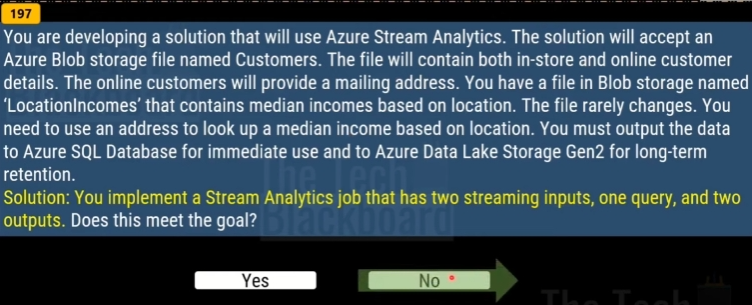 197
You are developing a solution that will use Azure Stream Analytics. The solution will accept an
Azure Blob storage file named Customers. The file will contain both in-store and online customer
details. The online customers will provide a mailing address. You have a file in Blob storage named
‘LocationIncomes’ that contains median incomes based on location. The file rarely changes. You
need to use an address to look up a median income based on location. You must output the data
to Azure SQL Database for immediate use and to Azure Data Lake Storage Gen2 for long-term
retention.
Solution: You implement a Stream Analytics job that has two streaming inputs, one query, and two
outputs. Does this meet the goal?
The Tech
Blackboard
Yes
No
The Tech